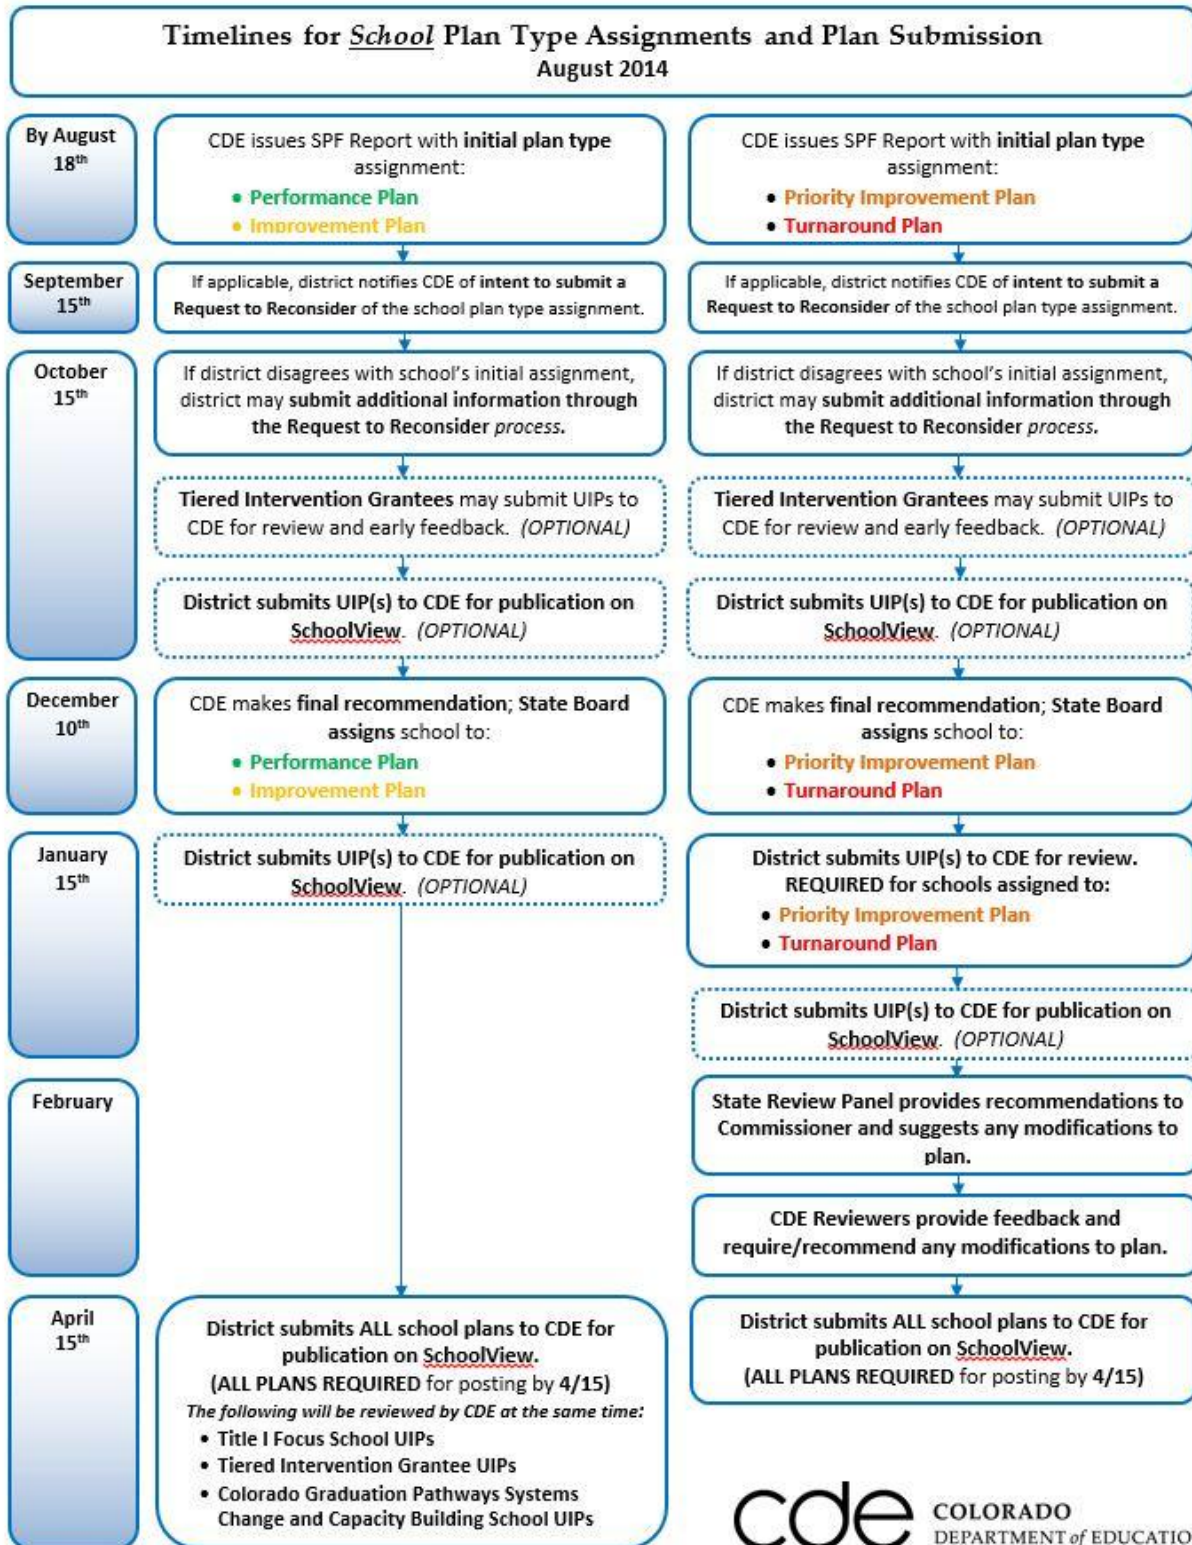 Timelines for School Plan Type Assignments and Plan Submission
August 2014
By August
18th
CDE issues SPF Report with initial plan type
assignment:
• Performance Plan
• Improvement Plan
CDE issues SPF Report with initial plan type
assignment:
• Priority Improvement Plan
• Turnaround Plan
September
15th
If applicable, district notifies CDE of intent to submit a
Request to Reconsider of the school plan type assignment.
If applicable, district notifies CDE of intent to submit a
Request to Reconsider of the school plan type assignment.
October
15th
If district disagrees with school's initial assignment,
district may submit additional information through
the Request to Reconsider process.
If district disagrees with school's initial assignment,
district may submit additional information through
the Request to Reconsider process.
Tiered Intervention Grantees may submit UIPs to
CDE for review and early feedback. (OPTIONAL)
Tiered Intervention Grantees may submit UIPs to
CDE for review and early feedback. (OPTIONAL)
District submits UIP(s) to CDE for publication on
SchoolView. (OPTIONAL)
District submits UIP(s) to CDE for publication on
SchoolView. (OPTIONAL)
December
10th
CDE makes final recommendation; State Board
assigns school to:
• Performance Plan
• Improvement Plan
CDE makes final recommendation; State Board
assigns school to:
• Priority Improvement Plan
• Turnaround Plan
January
15th
District submits UIP(s) to CDE for publication on
SchoolView. (OPTIONAL)
District submits UIP(s) to CDE for review.
REQUIRED for schools assigned to:
• Priority Improvement Plan
• Turnaround Plan
District submits UIP(s) to CDE for publication on
SchoolView. (OPTIONAL)
February
State Review Panel provides recommendations to
Commissioner and suggests any modifications to
plan.
CDE Reviewers provide feedback and
require/recommend any modifications to plan.
April
15th
District submits ALL school plans to CDE for
publication on SchoolView.
(ALL PLANS REQUIRED for posting by 4/15)
The following will be reviewed by CDE at the same time:
• Title I Focus School UIPs
• Tiered Intervention Grantee UIPs
• Colorado Graduation Pathways Systems
Change and Capacity Building School UIPs
District submits ALL school plans to CDE for
publication on SchoolView.
(ALL PLANS REQUIRED for posting by 4/15)
cde
COLORADO
DEPARTMENT of EDUCATIO